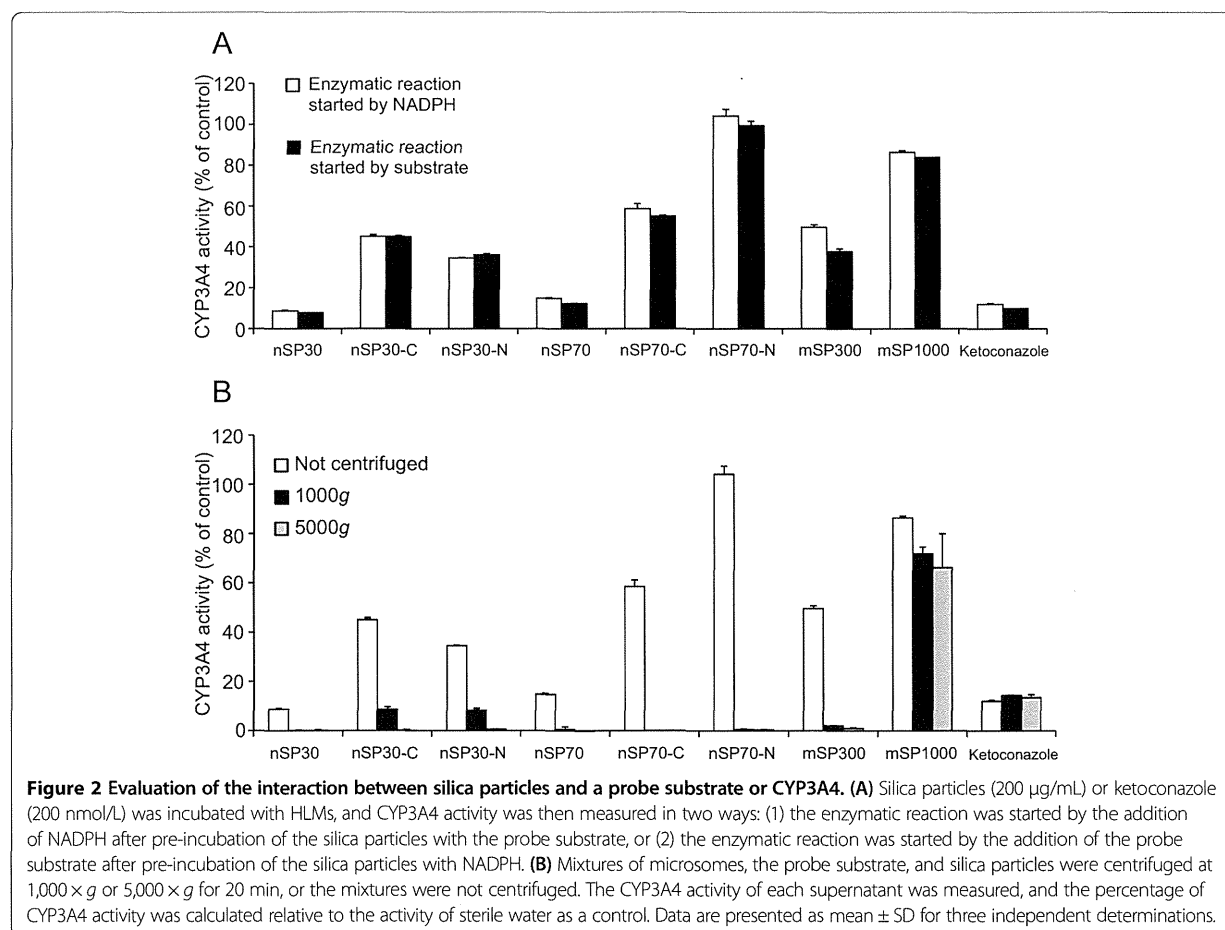 A
120
100
80
60
40
20
0
CYP3A4 activity (% of control)
Enzymatic reaction
started by NADPH
Enzymatic reaction
started by substrate
nSP30 nSP30-C nSP30-N nSP70 nSP70-C nSP70-N mSP300 mSP1000 Ketoconazole
B
120
100
80
60
40
20
0
CYP3A4 activity (% of control)
Not centrifuged
1000g
5000g
nSP30 nSP30-C nSP30-N nSP70 nSP70-C nSP70-N mSP300 mSP1000 Ketoconazole
Figure 2 Evaluation of the interaction between silica particles and a probe substrate or CYP3A4. (A) Silica particles (200 μg/mL) or ketoconazole
(200 nmol/L) was incubated with HLMs, and CYP3A4 activity was then measured in two ways: (1) the enzymatic reaction was started by the addition
of NADPH after pre-incubation of the silica particles with the probe substrate, or (2) the enzymatic reaction was started by the addition of the probe
substrate after pre-incubation of the silica particles with NADPH. (B) Mixtures of microsomes, the probe substrate, and silica particles were centrifuged at
1,000 × g or 5,000 × g for 20 min, or the mixtures were not centrifuged. The CYP3A4 activity of each supernatant was measured, and the percentage of
CYP3A4 activity was calculated relative to the activity of sterile water as a control. Data are presented as mean ± SD for three independent determinations.